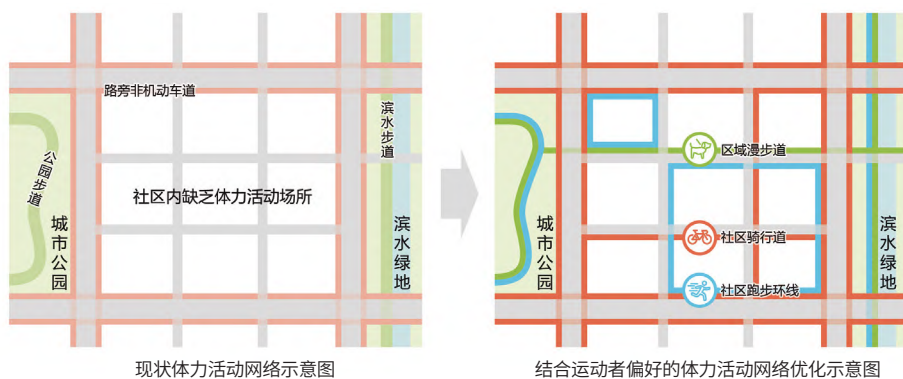 路旁非机动车道
滨水步道
公园步道
社区内缺乏体力活动场所
城市公园
滨水绿地
现状体力活动网络示意图
区域漫步道
城市公园
社区骑行道
滨水绿地
社区跑步环线
结合运动者偏好的体力活动网络优化示意图